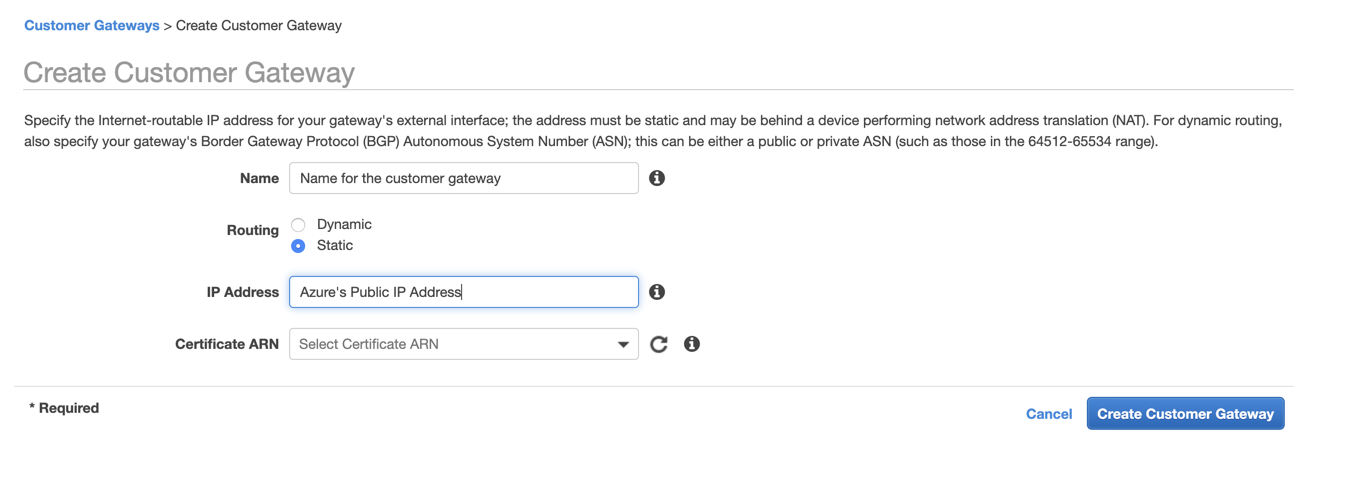 Customer Gateways > Create Customer Gateway
Create Customer Gateway
Specify the Internet-routable IP address for your gateway's external interface; the address must be static and may be behind a device performing network address translation (NAT). For dynamic routing,
also specify your gateway's Border Gateway Protocol (BGP) Autonomous System Number (ASN); this can be either a public or private ASN (such as those in the 64512-65534 range).
Name Name for the customer gateway
Routing Dynamic
Static
IP Address Azure's Public IP Address
Certificate ARN Select Certificate ARN
* Required
Cancel Create Customer Gateway